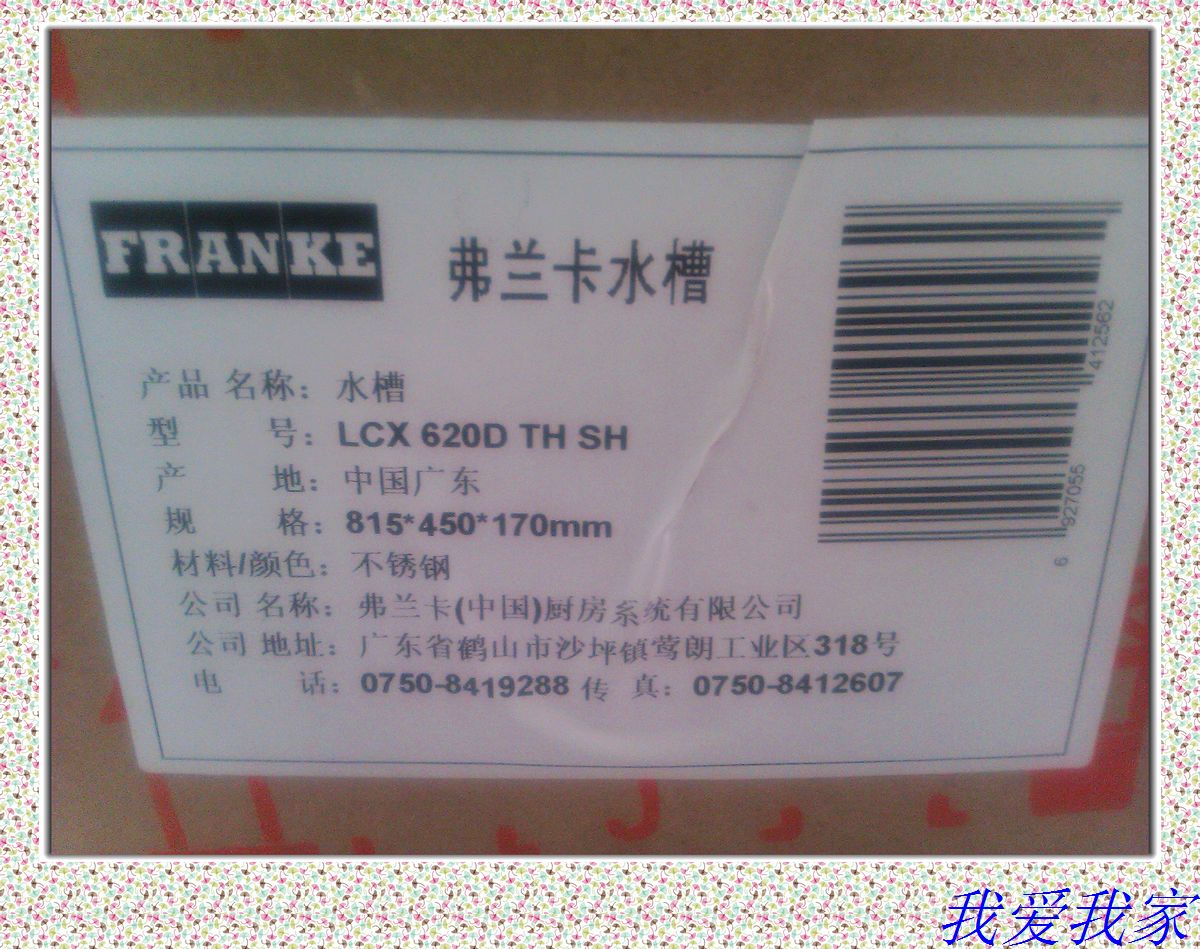 FRANKE 弗兰卡水槽
产品名称：水槽
型 号：LCX 620D TH SH
产 地：中国广东
规 格：815*450*170mm
材料/颜色：不锈钢
公司名称：弗兰卡(中国)厨房系统有限公司
公司地址：广东省鹤山市沙坪镇莺朗工业区318号
电 话：0750-8419288 传 真：0750-8412607
6 927055 412562
我爱我家